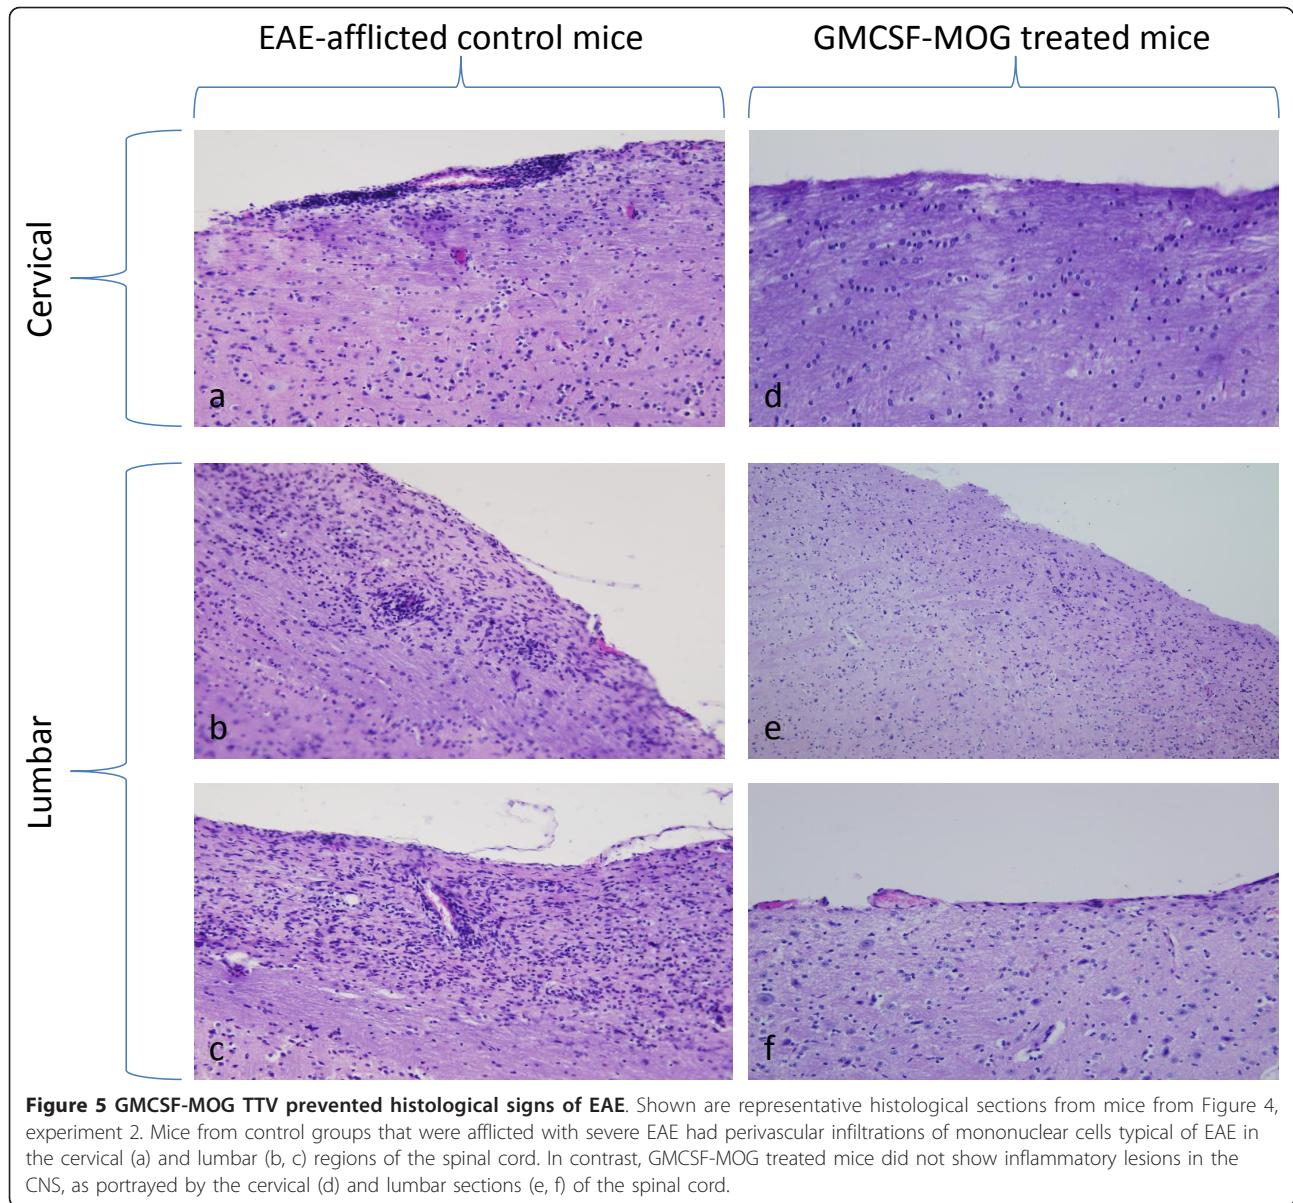 EAE-afflicted control mice
GMCSF-MOG treated mice
Cervical
a
d
Lumbar
b
e
c
f
Figure 5 GMCSF-MOG TTV prevented histological signs of EAE. Shown are representative histological sections from mice from Figure 4,
experiment 2. Mice from control groups that were afflicted with severe EAE had perivascular infiltrations of mononuclear cells typical of EAE in
the cervical (a) and lumbar (b, c) regions of the spinal cord. In contrast, GMCSF-MOG treated mice did not show inflammatory lesions in the
CNS, as portrayed by the cervical (d) and lumbar sections (e, f) of the spinal cord.